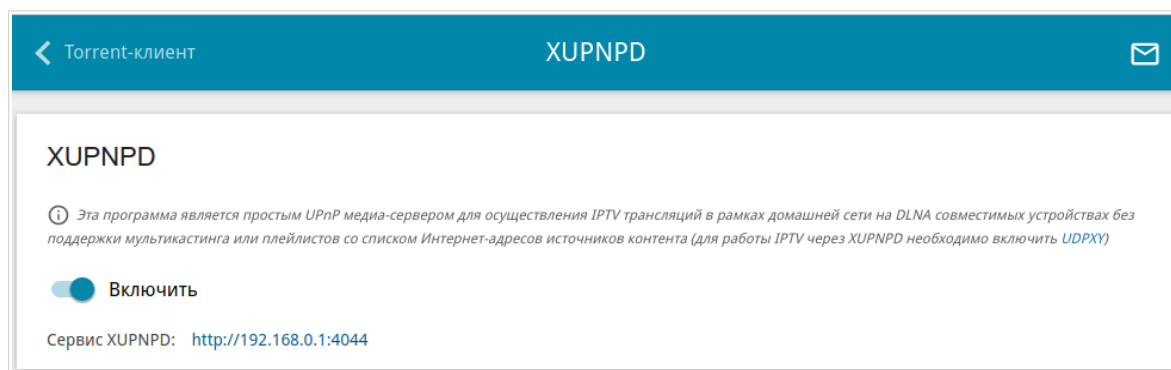 Torrent-клиент
XUPNPD
XUPNPD
Эта программа является простым UPnP медиа-сервером для осуществления IPTV трансляций в рамках домашней сети на DLNA совместимых устройствах без
поддержки мультикастинга или плейлистов со списком Интернет-адресов источников контента (для работы IPTV через XUPNPD необходимо включить UDPXY)
Включить
Сервис XUPNPD: http://192.168.0.1:4044